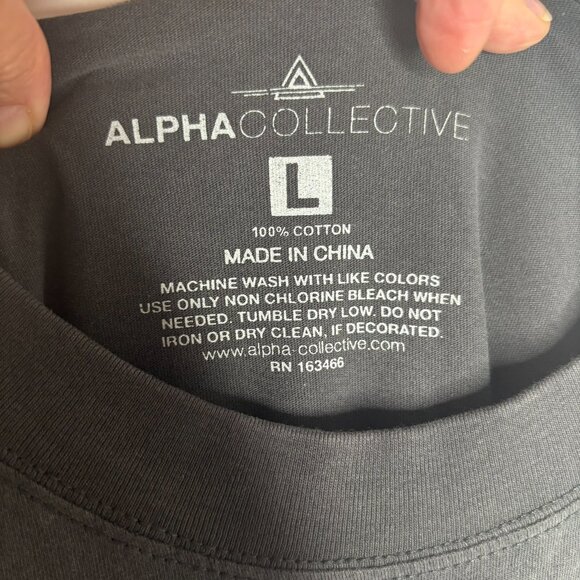 ALPHACOLLECTIVE
L
100% COTTON
MADE IN CHINA
MACHINE WASH WITH LIKE COLORS
USE ONLY NON CHLORINE BLEACH WHEN
NEEDED. TUMBLE DRY LOW. DO NOT
IRON OR DRY CLEAN, IF DECORATED.
www.alpha-collective.com
RN 163466